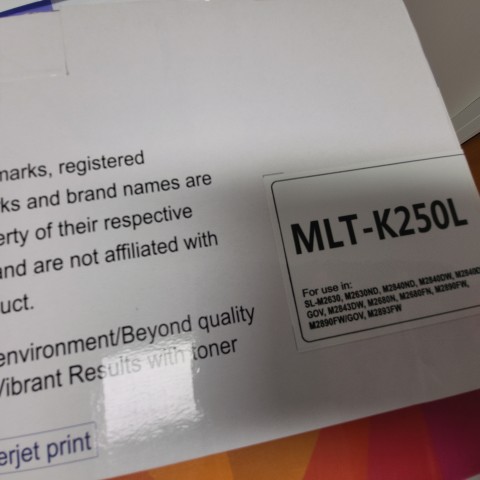 marks, registered
ks and brand names are
erty of their respective
and are not affiliated with
uct.
environment/Beyond quality
Vibrant Results with toner
erjet print
MLT-K250L
For use in:
SL-M2630, M2630ND, M2840ND, M2840DW,
GOV, M2843DW, M2680N, M2680FN, M2890FW,
M2890FW/GOV, M2893FW